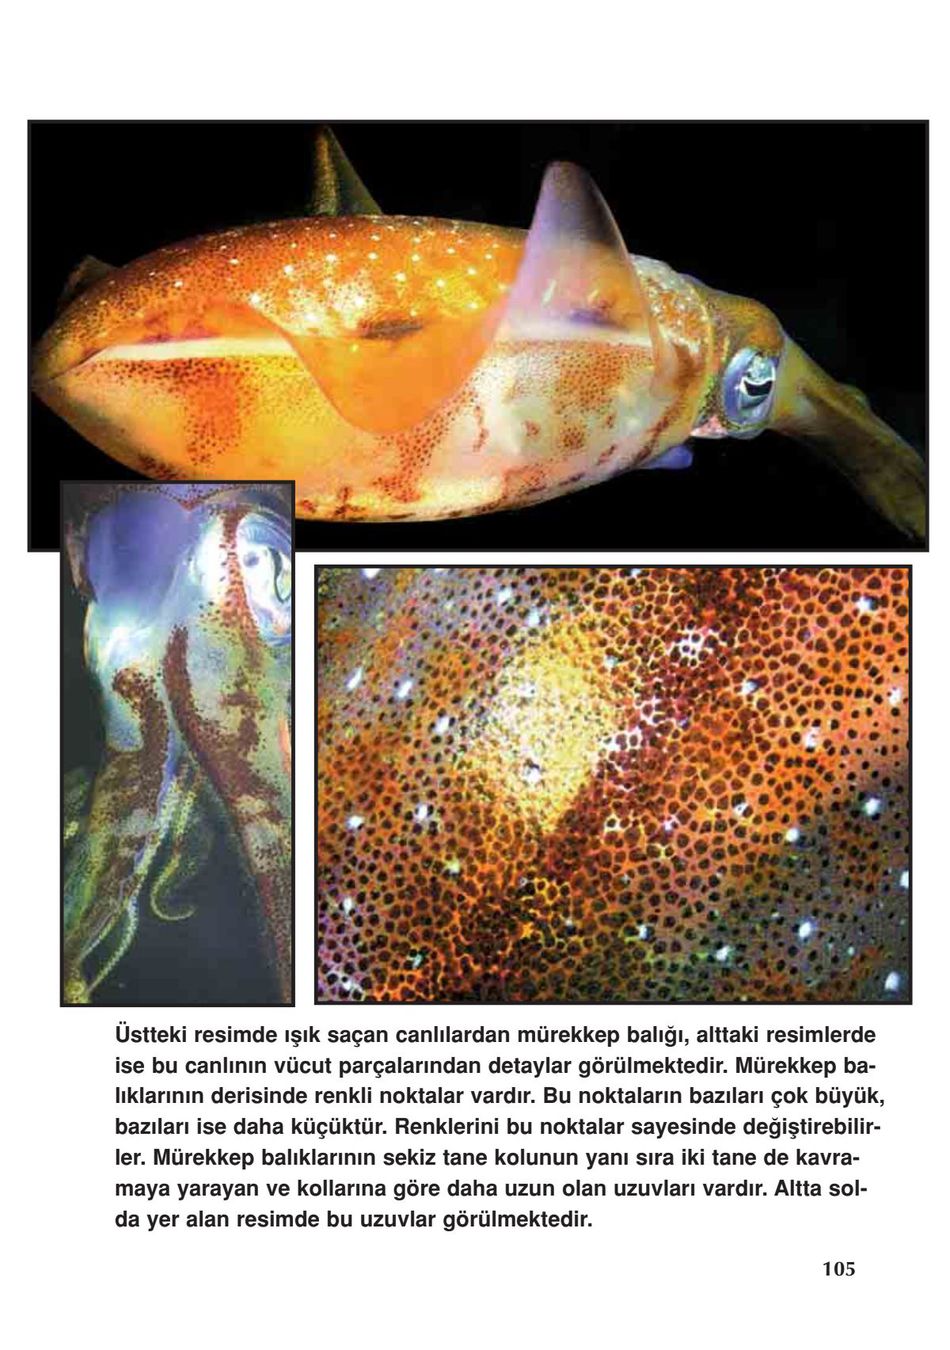 Üstteki resimde ışık saçan canlılardan mürekkep balığı, alttaki resimlerde
ise bu canlının vücut parçalarından detaylar görülmektedir. Mürekkep ba-
lıklarının derisinde renkli noktalar vardır. Bu noktaların bazıları çok büyük,
bazıları ise daha küçüktür. Renklerini bu noktalar sayesinde değiştirebilir-
ler. Mürekkep balıklarının sekiz tane kolunun yanı sıra iki tane de kavra-
maya yarayan ve kollarına göre daha uzun olan uzuvları vardır. Altta sol-
da yer alan resimde bu uzuvlar görülmektedir.
105